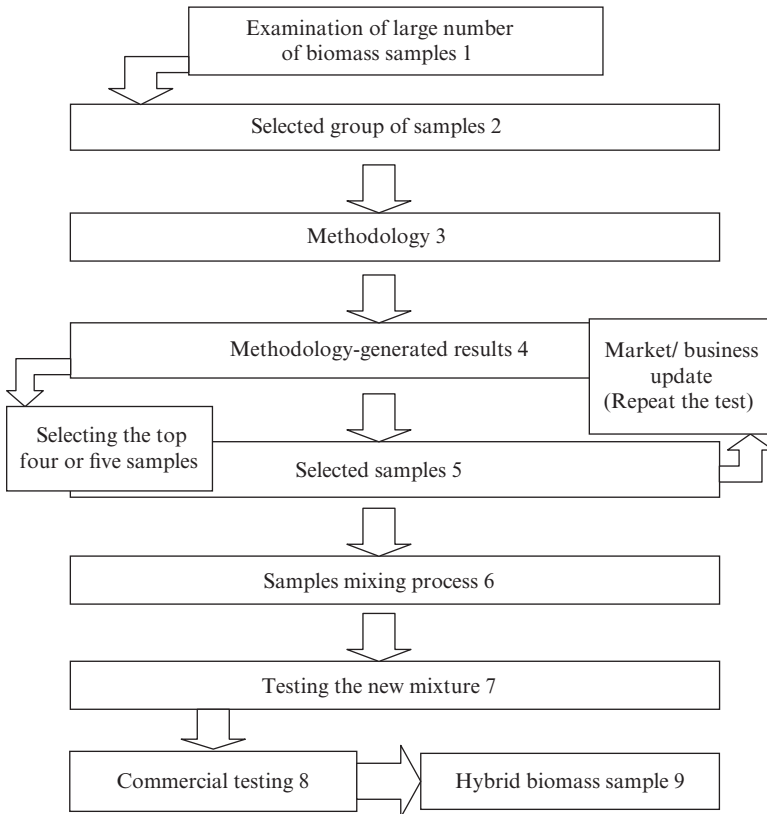 Examination of large number
of biomass samples 1
Selected group of samples 2
Methodology 3
Methodology-generated results 4
Market/ business
update
(Repeat the test)
Selecting the top
four or five samples
Selected samples 5
Samples mixing process 6
Testing the new mixture 7
Commercial testing 8
Hybrid biomass sample 9